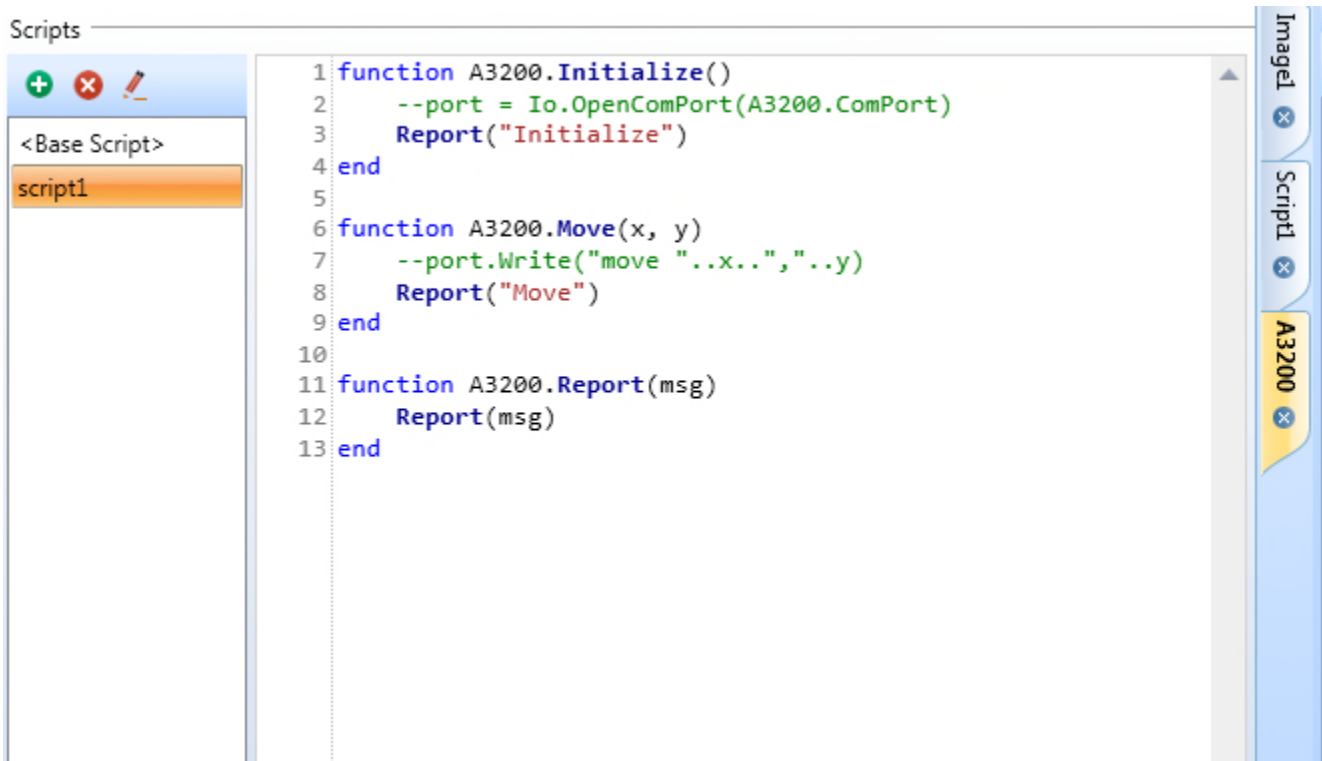 Scripts
<Base Script>
script1
1 function A3200.Initialize()
2 --port = Io.OpenComPort(A3200.ComPort)
3 Report("Initialize")
4 end
5
6 function A3200.Move(x, y)
7 --port.Write("move "..x..","..y)
8 Report("Move")
9 end
10
11 function A3200.Report(msg)
12 Report(msg)
13 end
Image1
Script1
A3200